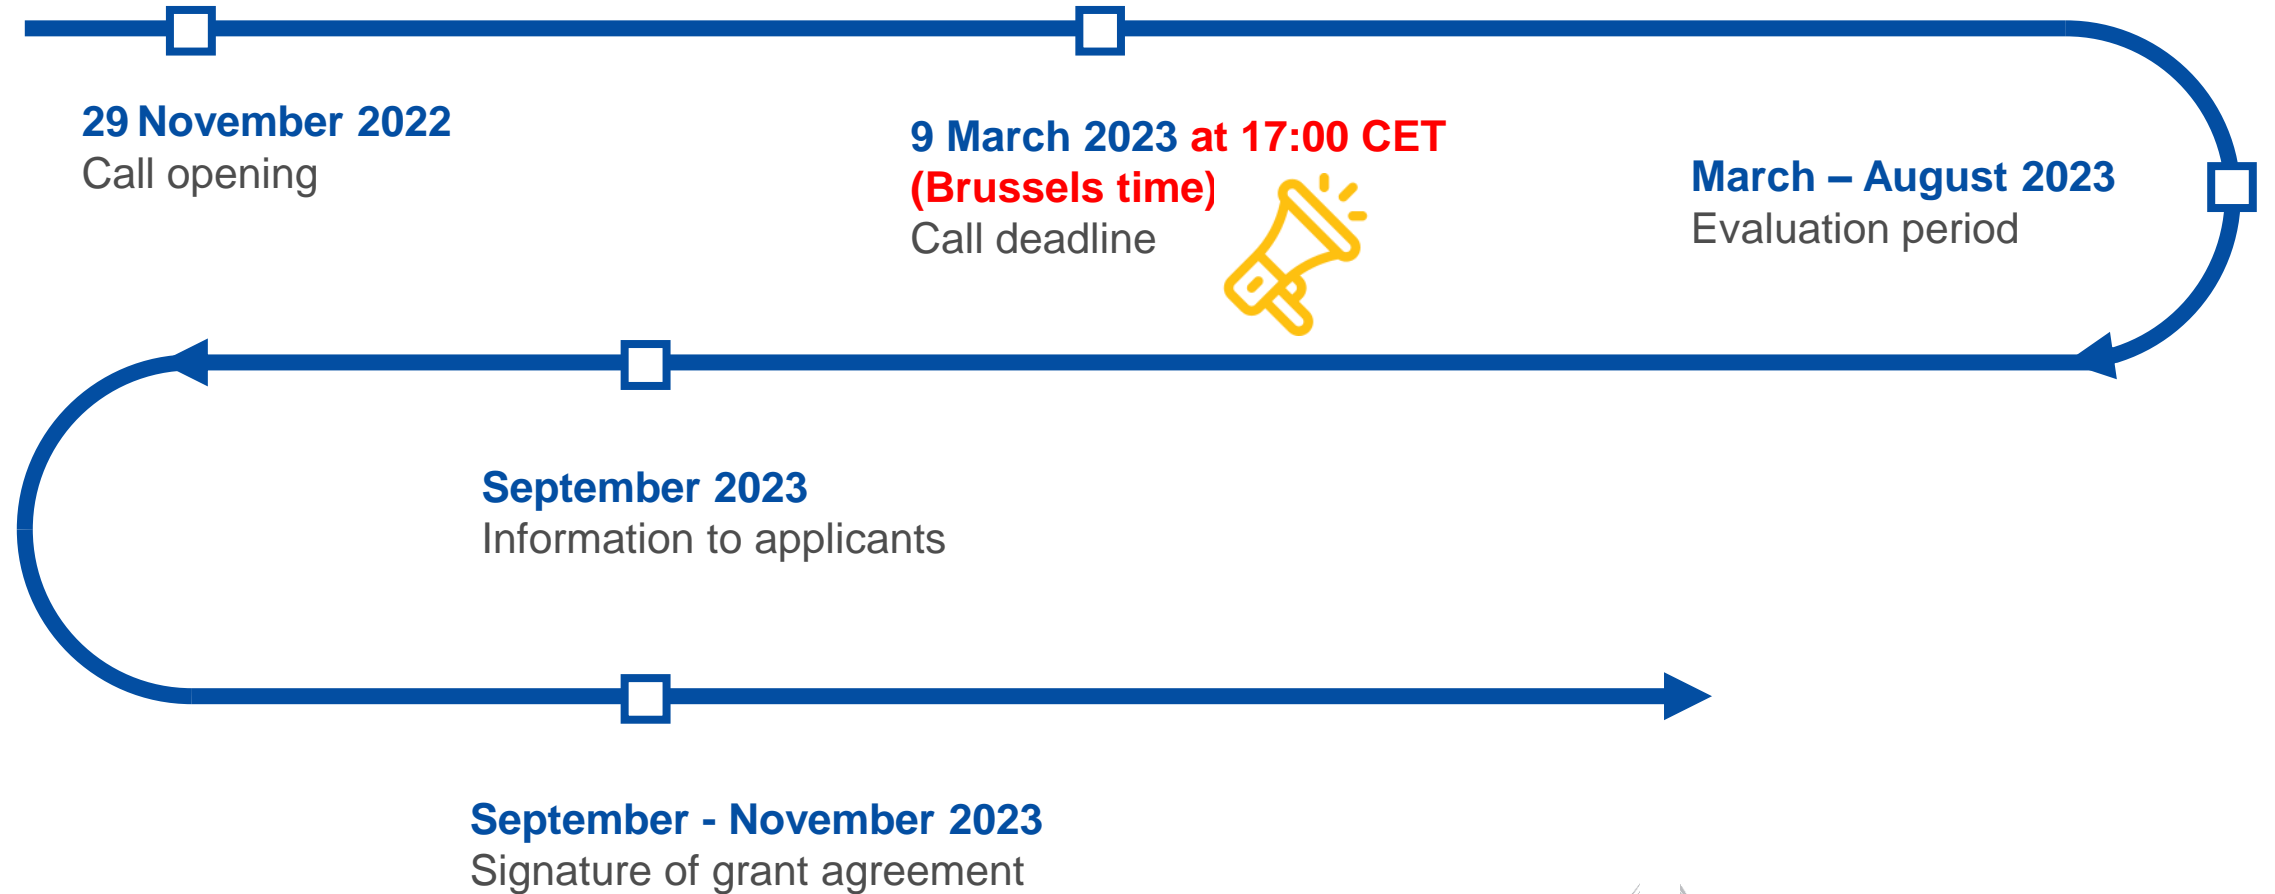 29 November 2022
Call opening
9 March 2023 at 17:00 CET
(Brussels time)
Call deadline
March – August 2023
Evaluation period
September 2023
Information to applicants
September - November 2023
Signature of grant agreement